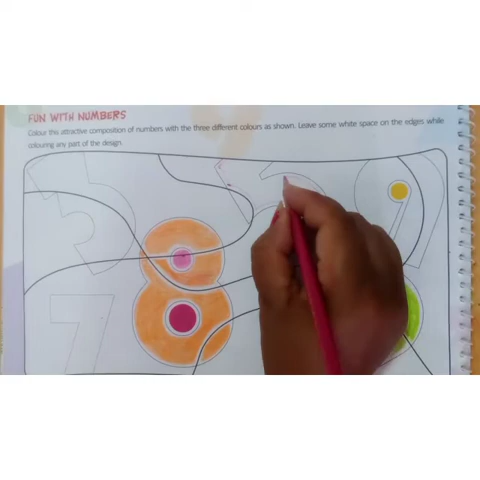 FUN WITH NUMBERS
Colour this attractive composition of numbers with the three different colours as shown. Leave some white space on the edges while
colouring any part of the design.